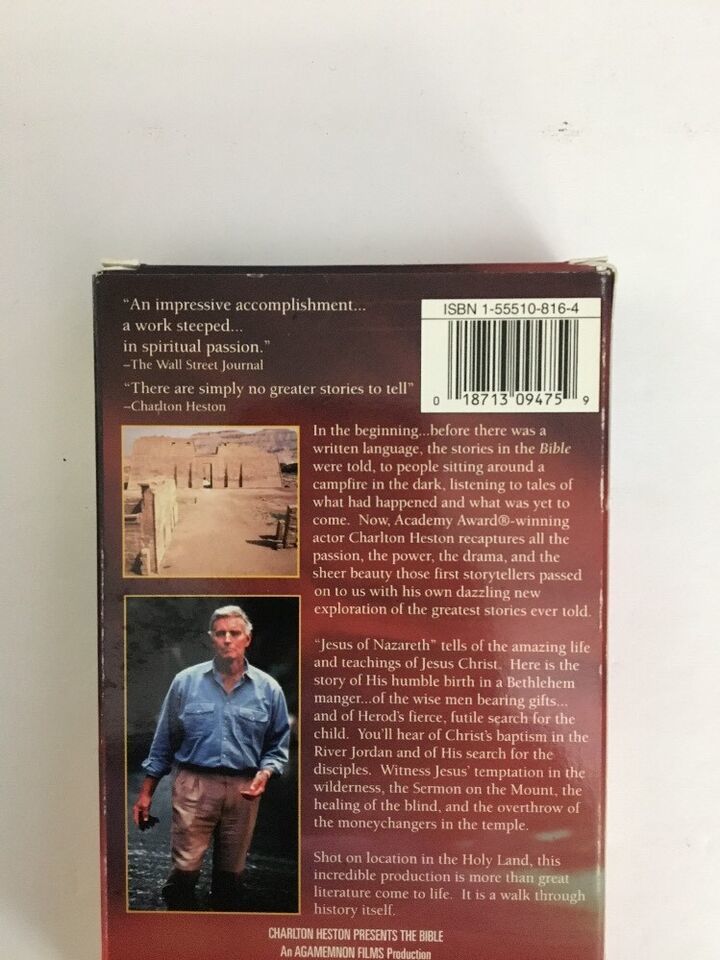 "An impressive accomplishment...
a work steeped...
in spiritual passion."
–The Wall Street Journal
"There are simply no greater stories to tell"
–Charlton Heston
ISBN 1-55510-816-4
0 18713 09475 9
In the beginning...before there was a
written language, the stories in the Bible
were told, to people sitting around a
campfire in the dark, listening to tales of
what had happened and what was yet to
come. Now, Academy Award®-winning
actor Charlton Heston recaptures all the
passion, the power, the drama, and the
sheer beauty those first storytellers passed
on to us with his own dazzling new
exploration of the greatest stories ever told.
"Jesus of Nazareth" tells of the amazing life
and teachings of Jesus Christ. Here is the
story of His humble birth in a Bethlehem
manger...of the wise men bearing gifts...
and of Herod's fierce, futile search for the
child. You'll hear of Christ's baptism in the
River Jordan and of His search for the
disciples. Witness Jesus' temptation in the
wilderness, the Sermon on the Mount, the
healing of the blind, and the overthrow of
the moneychangers in the temple.
Shot on location in the Holy Land, this
incredible production is more than great
literature come to life. It is a walk through
history itself.
CHARLTON HESTON PRESENTS THE BIBLE
An AGAMEMNON FILMS Production